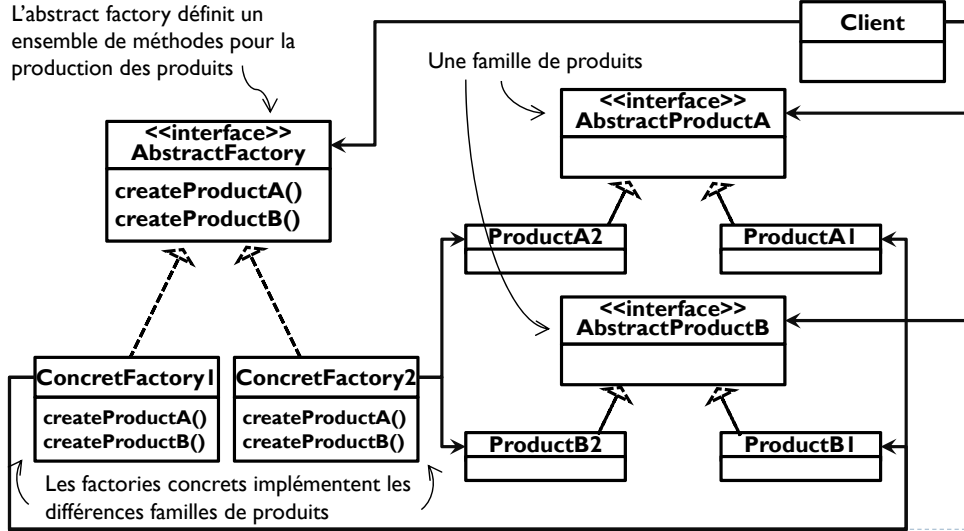 L'abstract factory définit un
ensemble de méthodes pour la
production des produits
Client
Une famille de produits
<<interface>>
AbstractFactory
createProductA()
createProductB()
<<interface>>
AbstractProductA
ProductA2
ProductA1
<<interface>>
AbstractProductB
ConcretFactory1
createProductA()
createProductB()
ConcretFactory2
createProductA()
createProductB()
ProductB2
ProductB1
Les factories concrets implémentent les
différences familles de produits